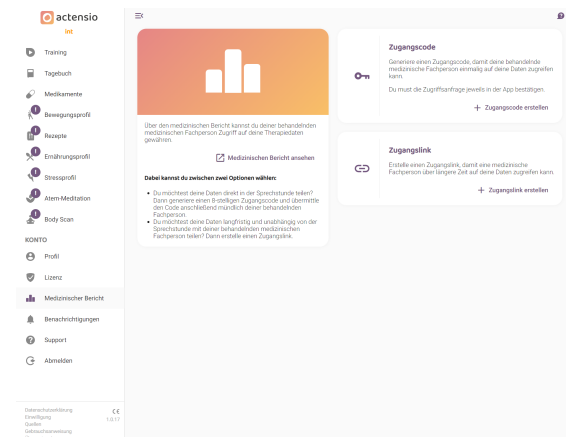 actensio
int
Training
Tagebuch
Medikamente
Bewegungsprofil
Rezepte
Ernährungsprofil
Stressprofil
Atem-Meditation
Body Scan
KONTO
Profil
Lizenz
Medizinischer Bericht
Benachrichtigungen
Support
Abmelden
Datenschutzerklärung
Einwilligung
Quellen
Gebrauchsanweisung
Über den medizinischen Bericht kannst du deiner behandelnden
medizinischen Fachperson Zugriff auf deine Therapiedaten
gewähren.
Medizinischen Bericht ansehen
Dabei kannst du zwischen zwei Optionen wählen:
• Du möchtest deine Daten direkt in der Sprechstunde teilen?
Dann generiere einen 8-stelligen Zugangscode und übermittle
den Code anschließend mündlich deiner behandelnden
Fachperson.
• Du möchtest deine Daten langfristig und unabhängig von der
Sprechstunde mit deiner behandelnden medizinischen
Fachperson teilen? Dann erstelle einen Zugangslink.
Zugangscode
Generiere einen Zugangscode, damit deine behandelnde
medizinische Fachperson einmalig auf deine Daten zugreifen
kann.
Du musst die Zugriffsanfrage jeweils in der App bestätigen.
+ Zugangscode erstellen
Zugangslink
Erstelle einen Zugangslink, damit eine medizinische
Fachperson über längere Zeit auf deine Daten zugreifen kann.
+ Zugangslink erstellen